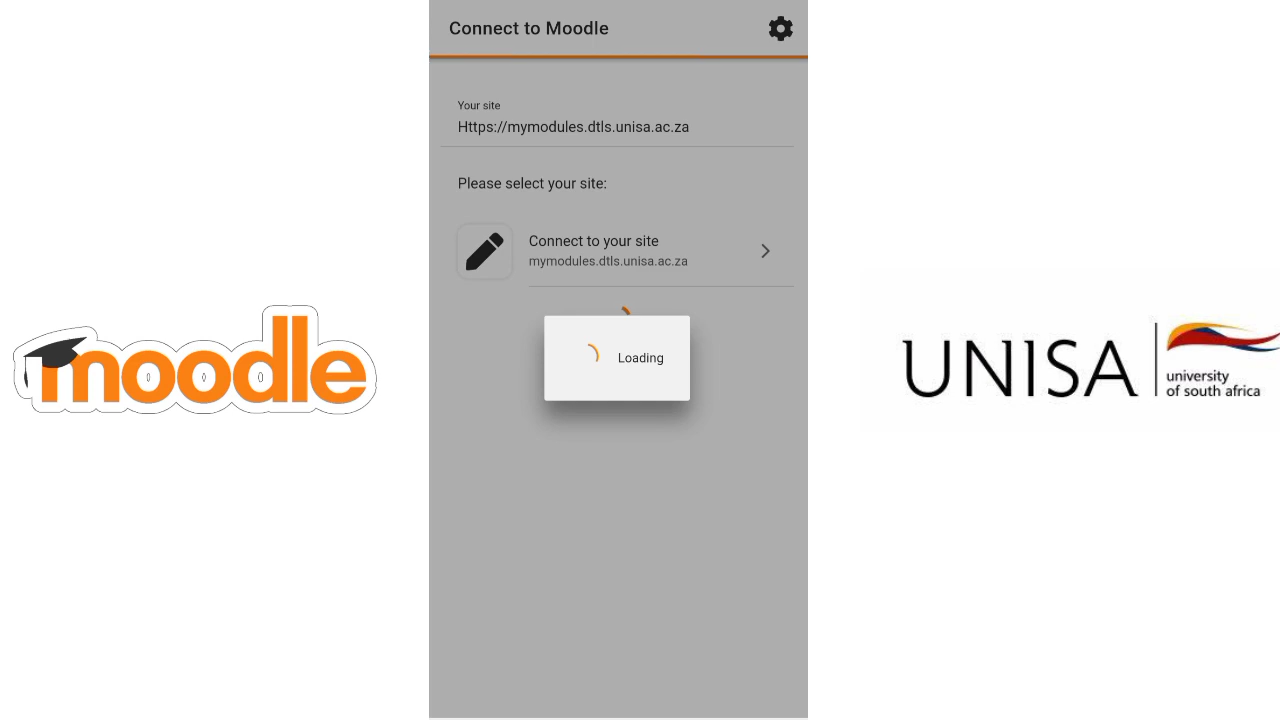 moodle
Connect to Moodle
Your site
Https://mymodules.dtls.unisa.ac.za
Please select your site:
Connect to your site
mymodules.dtls.unisa.ac.za
Loading
UNISA
university
of south africa